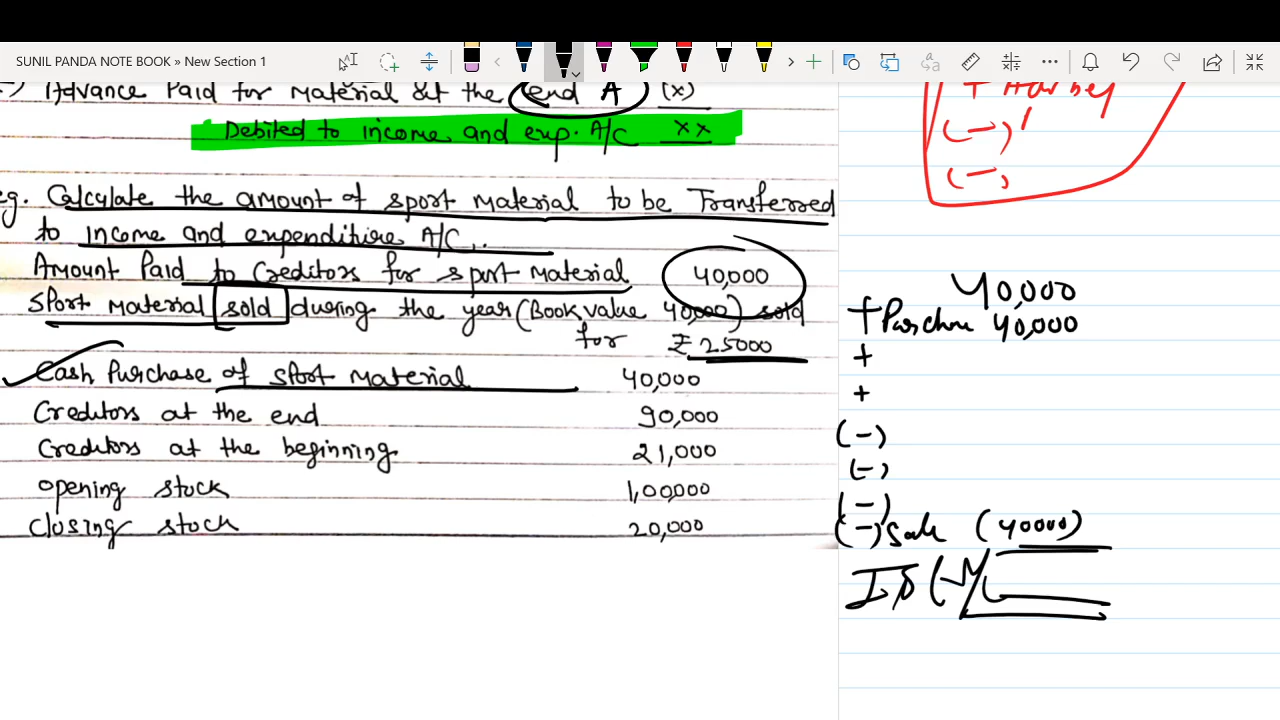 SUNIL PANDA NOTE BOOK » New Section 1
Advance Paid for Material at the end A (x)
Debited to income and exp. A/C xx
eg. Calculate the amount of sport material to be Transferred
to income and expenditure A/C.
Amount Paid to Creditors for sport material 40,000
Sport Material sold during the year (Book value 40,000) sold
for ₹ 25000
Cash Purchase of sport material 40,000
Creditors at the end 90,000
Creditors at the beginning 21,000
opening stock 1,00,000
closing stock 20,000
(-)
(-)
40,000
+ Purchase 40,000
+
+
(-)
(-)
(-)
(-) Sale (40000)